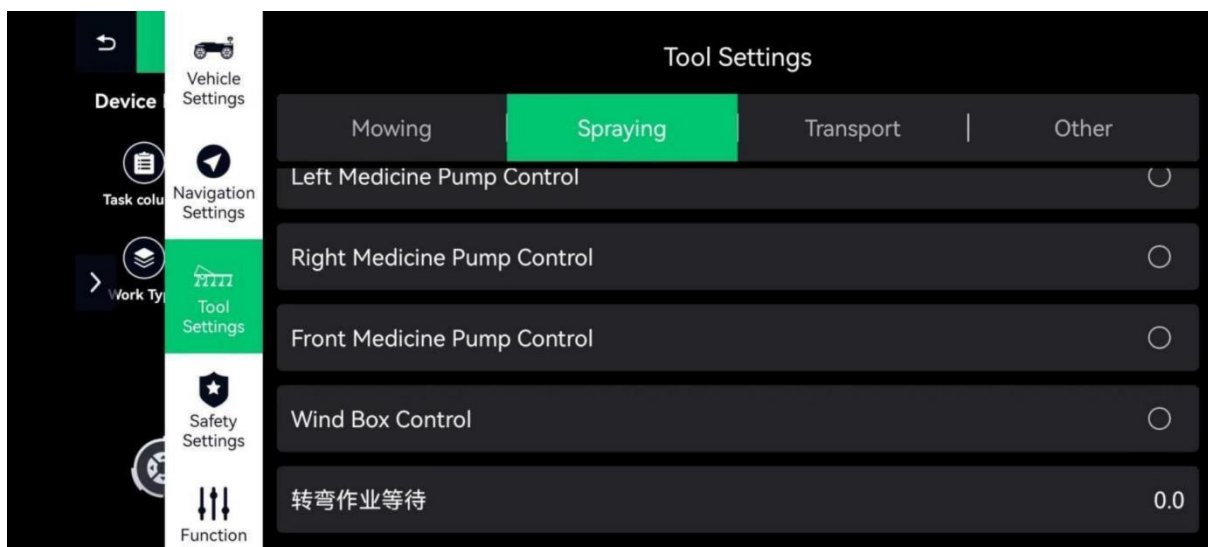 Device
Task colu
Work Ty
Vehicle
Settings
Navigation
Settings
Tool
Settings
Safety
Settings
Function
Tool Settings
Mowing
Spraying
Transport
Other
Left Medicine Pump Control
Right Medicine Pump Control
Front Medicine Pump Control
Wind Box Control
转弯作业等待 0.0